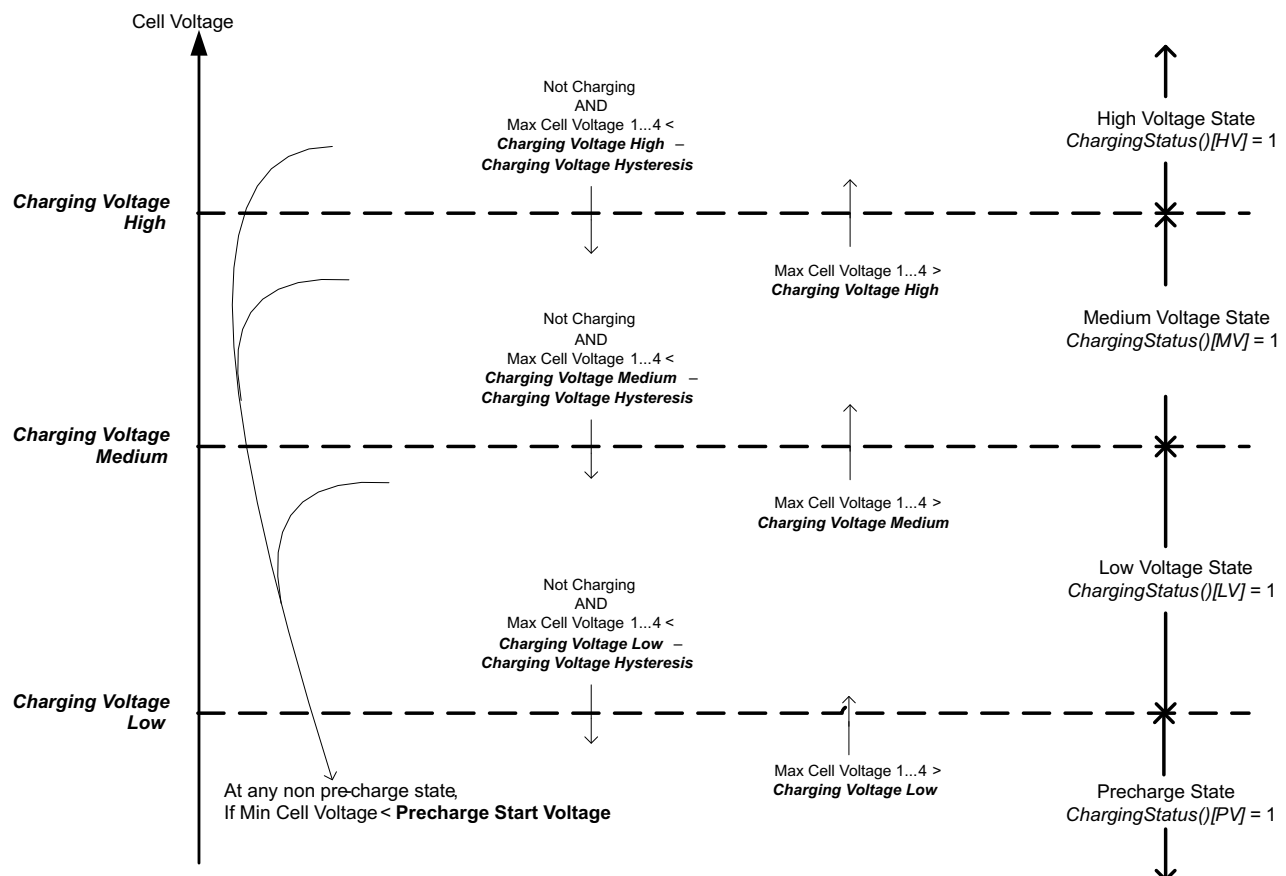 Cell Voltage
Not Charging
AND
Max Cell Voltage 1...4 <
Charging Voltage High –
Charging Voltage Hysteresis
High Voltage State
ChargingStatus()[HV] = 1
Charging Voltage
High
Max Cell Voltage 1...4 >
Charging Voltage High
Not Charging
AND
Max Cell Voltage 1...4 <
Charging Voltage Medium –
Charging Voltage Hysteresis
Medium Voltage State
ChargingStatus()[MV] = 1
Charging Voltage
Medium
Max Cell Voltage 1...4 >
Charging Voltage Medium
Not Charging
AND
Max Cell Voltage 1...4 <
Charging Voltage Low –
Charging Voltage Hysteresis
Low Voltage State
ChargingStatus()[LV] = 1
Charging Voltage
Low
Max Cell Voltage 1...4 >
Charging Voltage Low
At any non pre-charge state,
If Min Cell Voltage < Precharge Start Voltage
Precharge State
ChargingStatus()[PV] = 1